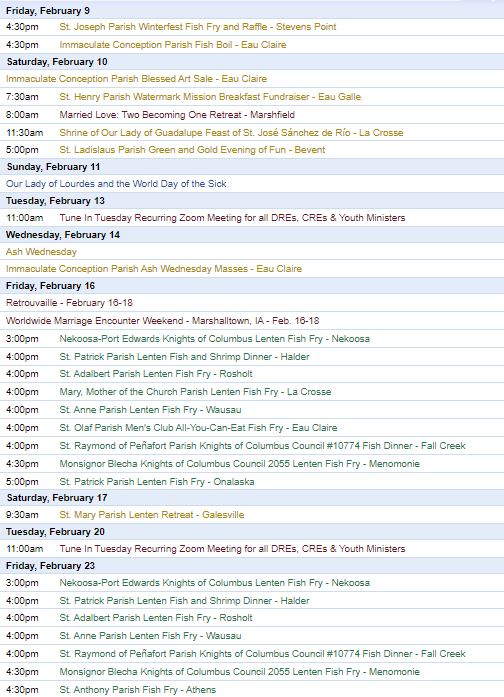 Friday, February 9
4:30pm St. Joseph Parish Winterfest Fish Fry and Raffle - Stevens Point
4:30pm Immaculate Conception Parish Fish Boil - Eau Claire
Saturday, February 10
Immaculate Conception Parish Blessed Art Sale - Eau Claire
7:30am St. Henry Parish Watermark Mission Breakfast Fundraiser - Eau Galle
8:00am Married Love: Two Becoming One Retreat - Marshfield
11:30am Shrine of Our Lady of Guadalupe Feast of St. José Sánchez de Río - La Crosse
5:00pm St. Ladislaus Parish Green and Gold Evening of Fun - Bevent
Sunday, February 11
Our Lady of Lourdes and the World Day of the Sick
Tuesday, February 13
11:00am Tune In Tuesday Recurring Zoom Meeting for all DREs, CREs & Youth Ministers
Wednesday, February 14
Ash Wednesday
Immaculate Conception Parish Ash Wednesday Masses - Eau Claire
Friday, February 16
Retrouvaille - February 16-18
Worldwide Marriage Encounter Weekend - Marshalltown, IA - Feb. 16-18
3:00pm Nekoosa-Port Edwards Knights of Columbus Lenten Fish Fry - Nekoosa
4:00pm St. Patrick Parish Lenten Fish and Shrimp Dinner - Halder
4:00pm St. Adalbert Parish Lenten Fish Fry - Rosholt
4:00pm Mary, Mother of the Church Parish Lenten Fish Fry - La Crosse
4:00pm St. Anne Parish Lenten Fish Fry - Wausau
4:00pm St. Olaf Parish Men's Club All-You-Can-Eat Fish Fry - Eau Claire
4:00pm St. Raymond of Peñafort Parish Knights of Columbus Council #10774 Fish Dinner - Fall Creek
4:30pm Monsignor Blecha Knights of Columbus Council 2055 Lenten Fish Fry - Menomonie
5:00pm St. Patrick Parish Lenten Fish Fry - Onalaska
Saturday, February 17
9:30am St. Mary Parish Lenten Retreat - Galesville
Tuesday, February 20
11:00am Tune In Tuesday Recurring Zoom Meeting for all DREs, CREs & Youth Ministers
Friday, February 23
3:00pm Nekoosa-Port Edwards Knights of Columbus Lenten Fish Fry - Nekoosa
4:00pm St. Patrick Parish Lenten Fish and Shrimp Dinner - Halder
4:00pm St. Adalbert Parish Lenten Fish Fry - Rosholt
4:00pm St. Anne Parish Lenten Fish Fry - Wausau
4:00pm St. Raymond of Peñafort Parish Knights of Columbus Council #10774 Fish Dinner - Fall Creek
4:30pm Monsignor Blecha Knights of Columbus Council 2055 Lenten Fish Fry - Menomonie
4:30pm St. Anthony Parish Fish Fry - Athens